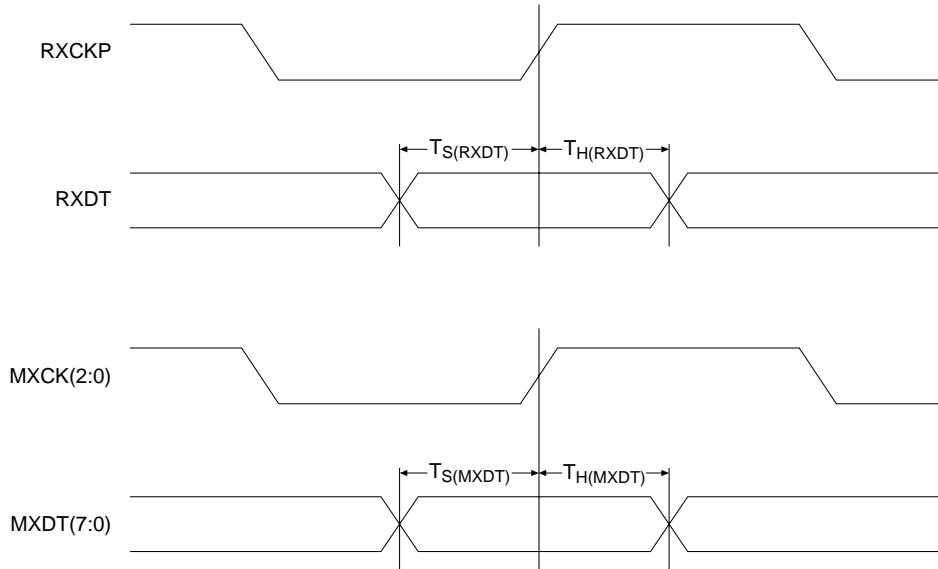 RXCKP
TS(RXDT) TH(RXDT)
RXDT
MXCK(2:0)
TS(MXDT) TH(MXDT)
MXDT(7:0)